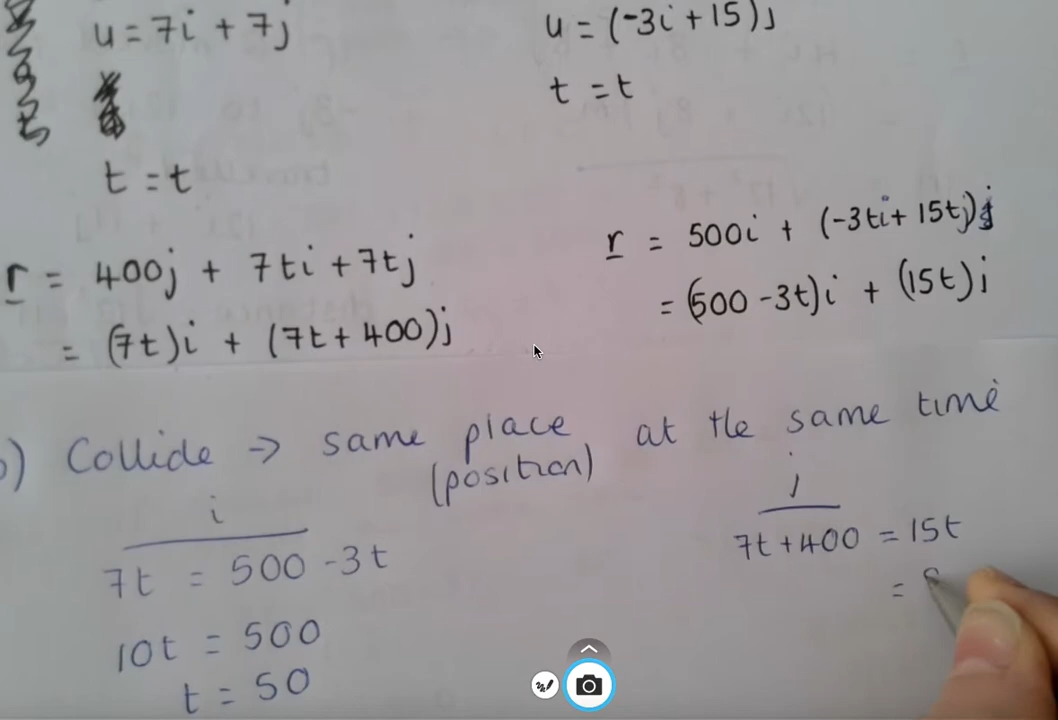 u = 7i + 7j
t = t
r = 400j + 7ti + 7tj
= (7t)i + (7t + 400)j
u = (-3i + 15)j
t = t
r = 500i + (-3ti + 15tj)j
= (500 - 3t)i + (15t)j
b) Collide → same place at the same time
(position)
i
7t = 500 - 3t
10t = 500
t = 50
j
7t + 400 = 15t
=